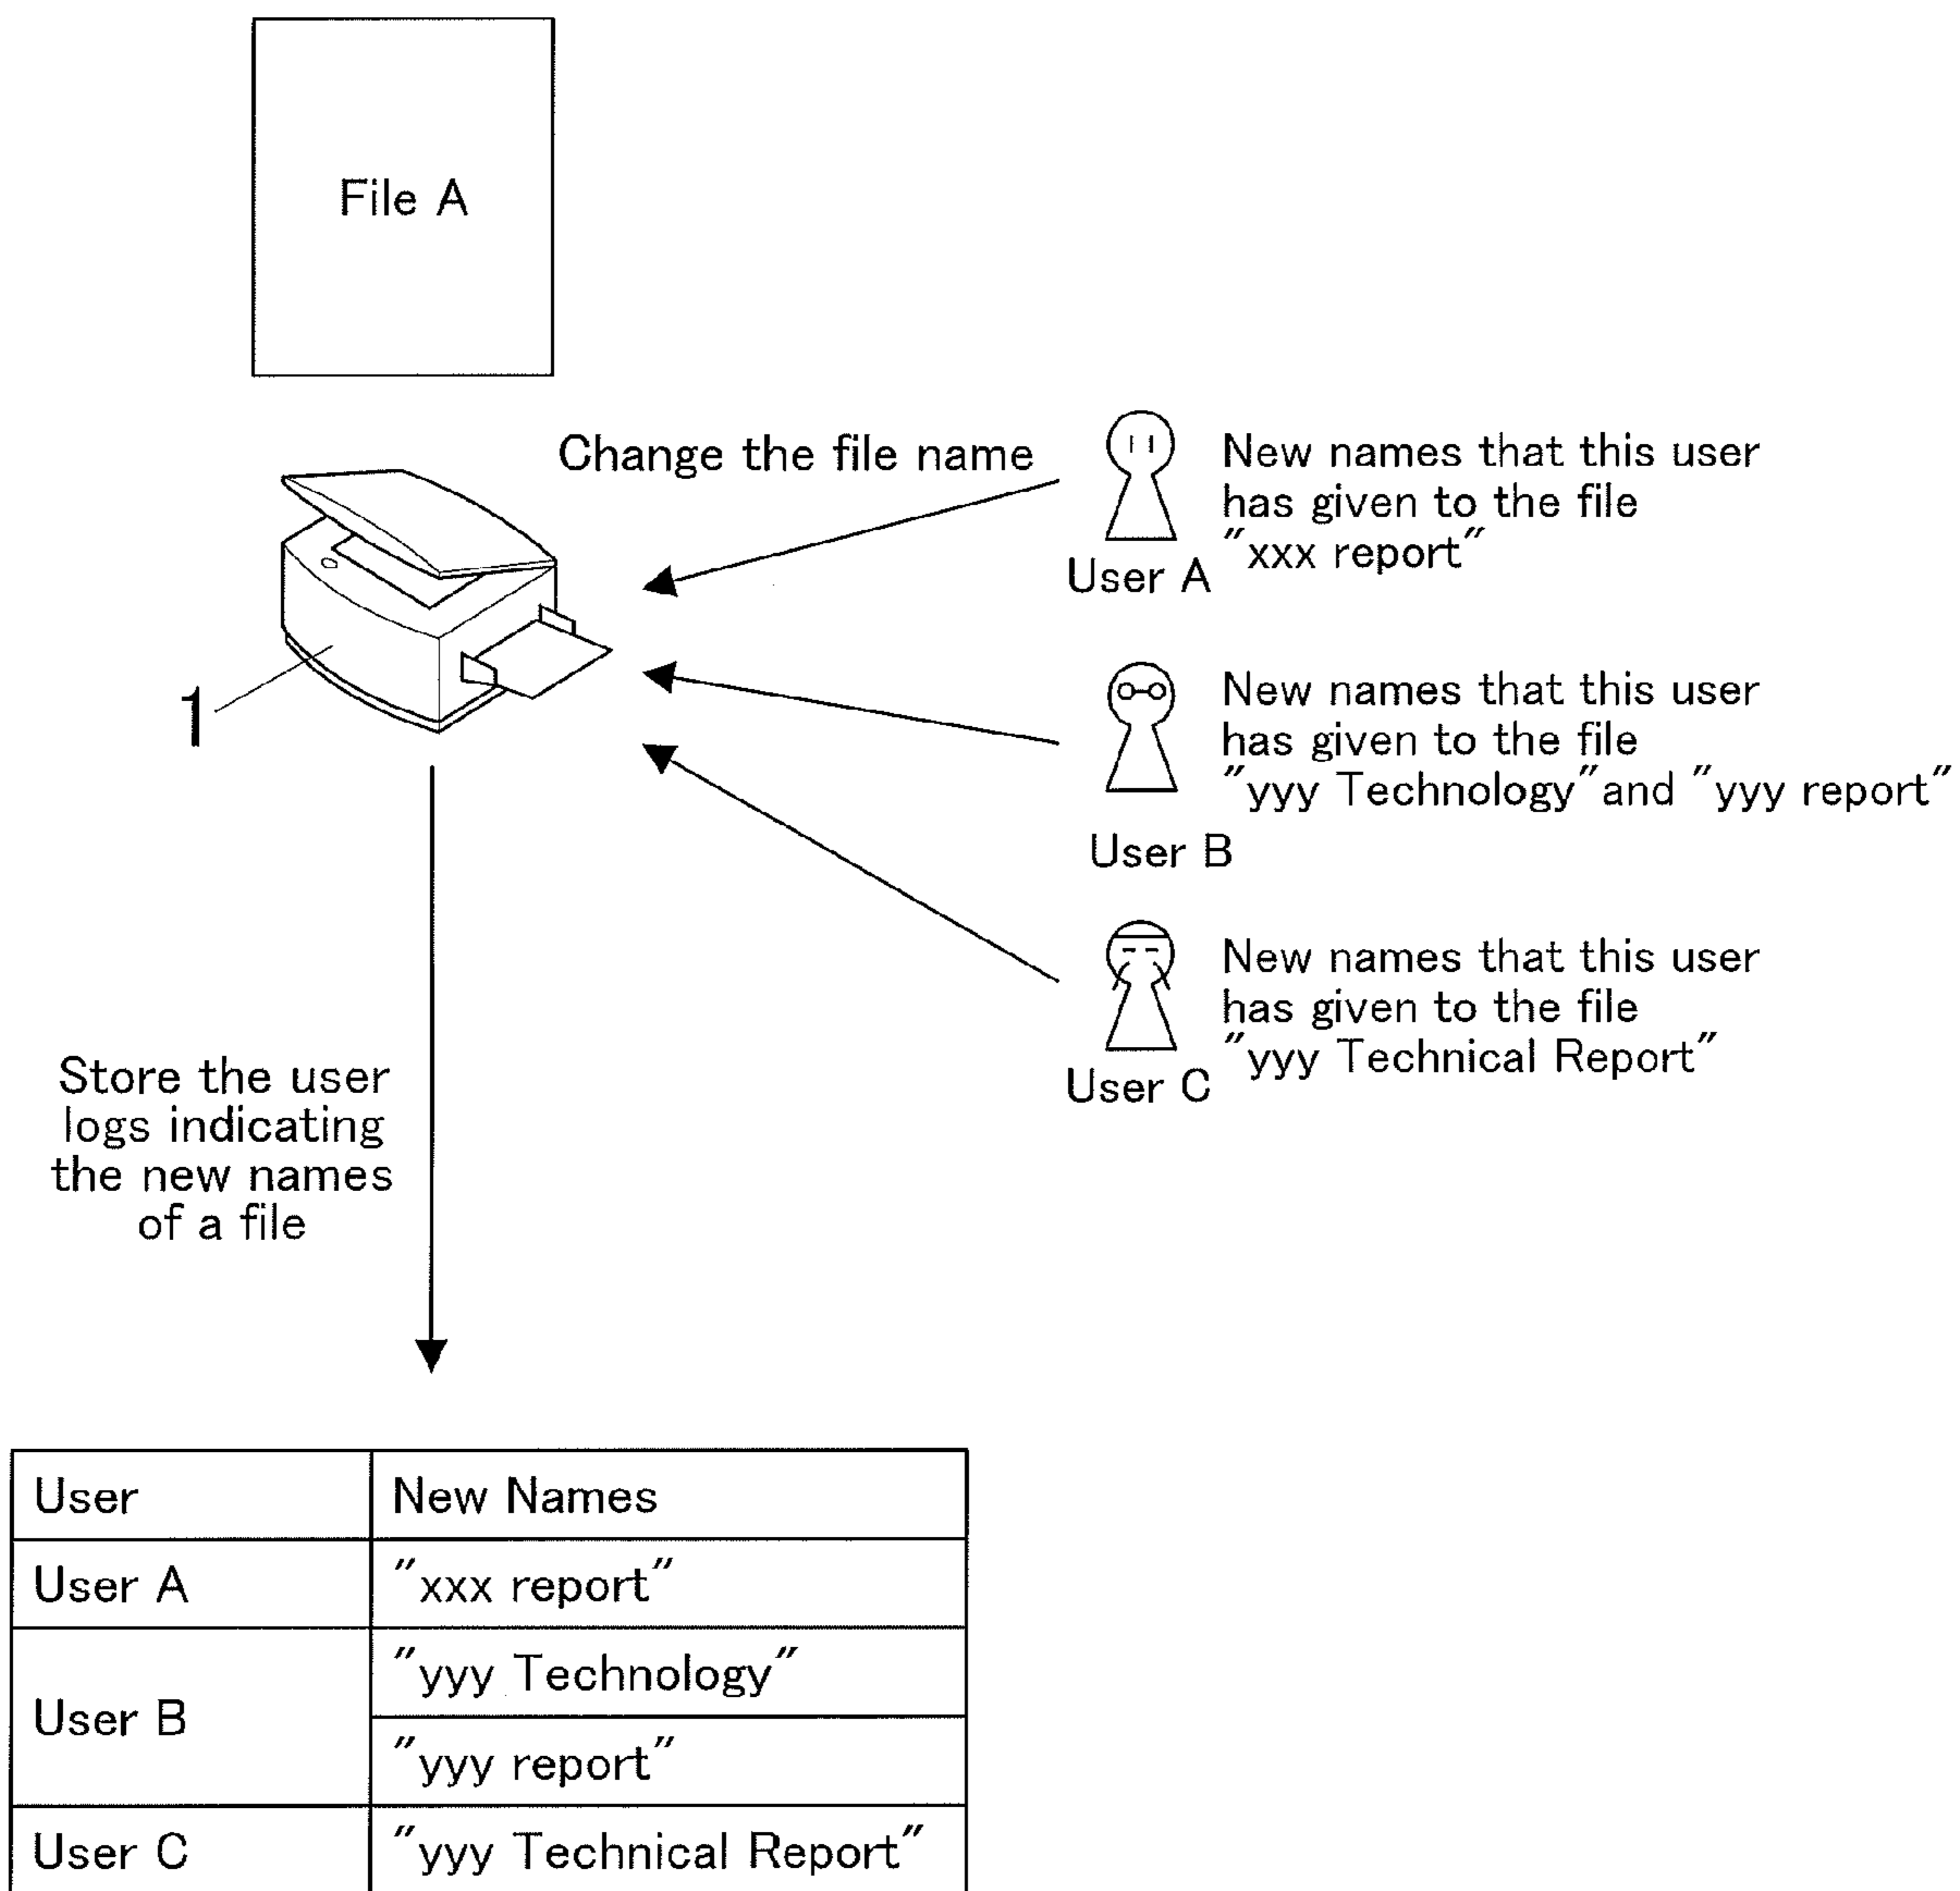 File A
Change the file name
New names that this user
has given to the file
"xxx report"
User A
1
New names that this user
has given to the file
"yyy Technology"and "yyy report"
User B
New names that this user
has given to the file
"yyy Technical Report"
User C
Store the user
logs indicating
the new names
of a file
User New Names
User A "xxx report"
User B "yyy Technology"
"yyy report"
User C "yyy Technical Report"